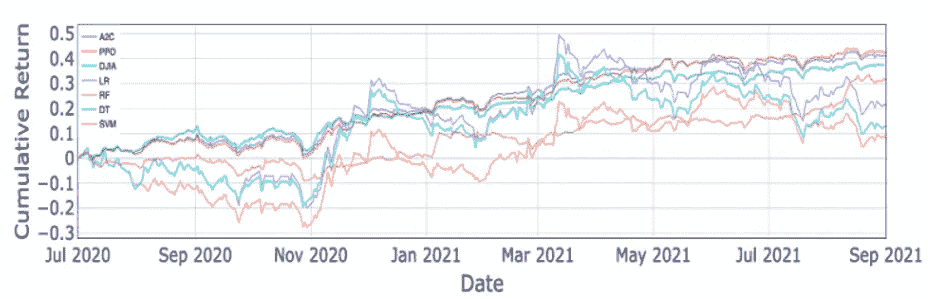 Cumulative Return
0.5
0.4
0.3
0.2
0.1
0
−0.1
−0.2
−0.3
A2C
PPO
DJIA
LR
RF
DT
SVM
Jul 2020 Sep 2020 Nov 2020 Jan 2021 Mar 2021 May 2021 Jul 2021 Sep 2021
Date